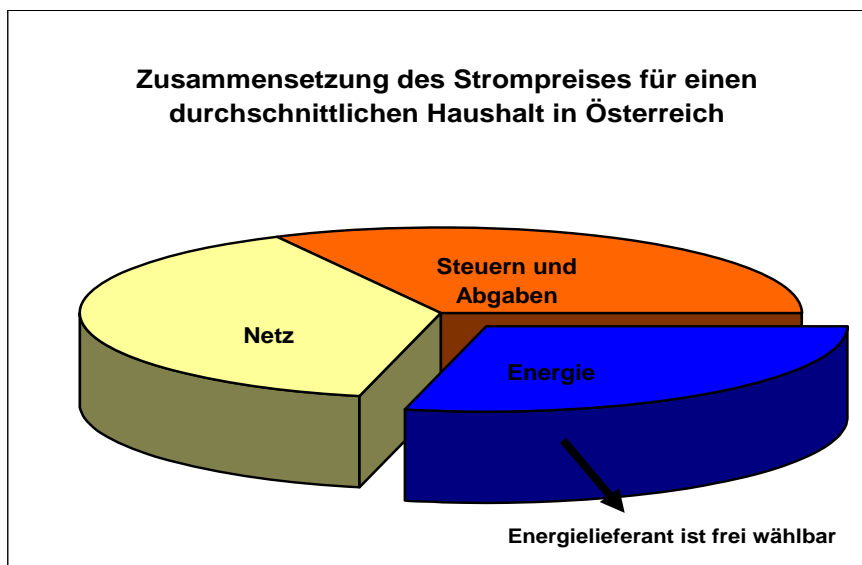 Zusammensetzung des Strompreises für einen
durchschnittlichen Haushalt in Österreich
Steuern und
Abgaben
Netz
Energie
Energielieferant ist frei wählbar